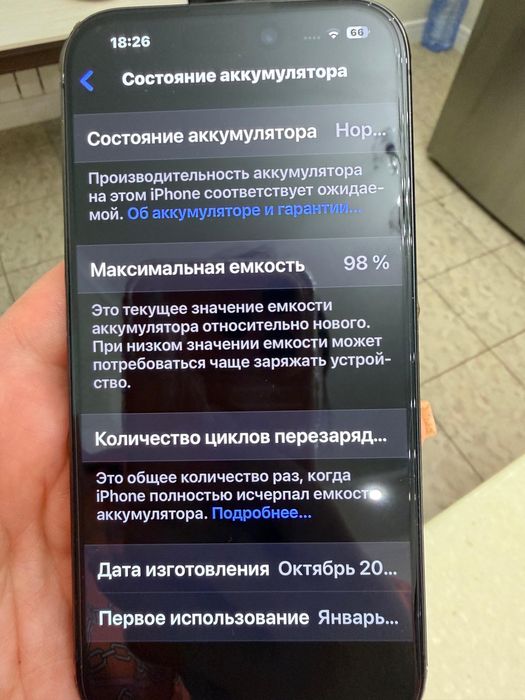 18:26
66
Состояние аккумулятора
Состояние аккумулятора Нор...
Производительность аккумулятора
на этом iPhone соответствует ожидае-
мой. Об аккумуляторе и гарантии...
Максимальная емкость 98 %
Это текущее значение емкости
аккумулятора относительно нового.
При низком значении емкости может
потребоваться чаще заряжать устрой-
ство.
Количество циклов перезаряд...
Это общее количество раз, когда
iPhone полностью исчерпал емкость
аккумулятора. Подробнее...
Дата изготовления Октябрь 20...
Первое использование Январь...